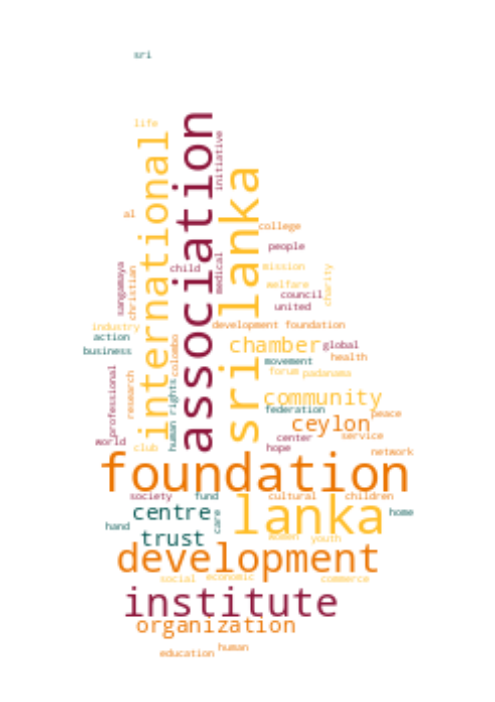 sri
life
international
association
initiative
sri lanka
al
college
people
child
medical
mission
sangamaya
christian
welfare
charity
council
united
industry
development foundation
action
colombo
chamber
global
business
movement
health
forum
padanama
professional
research
human rights
community
federation
peace
ceylon
world
center
service
club
hope
network
foundation
society
fund
cultural
children
centre
care
lanka
home
hand
trust
women
youth
development
social
economic
commerce
institute
organization
education
human